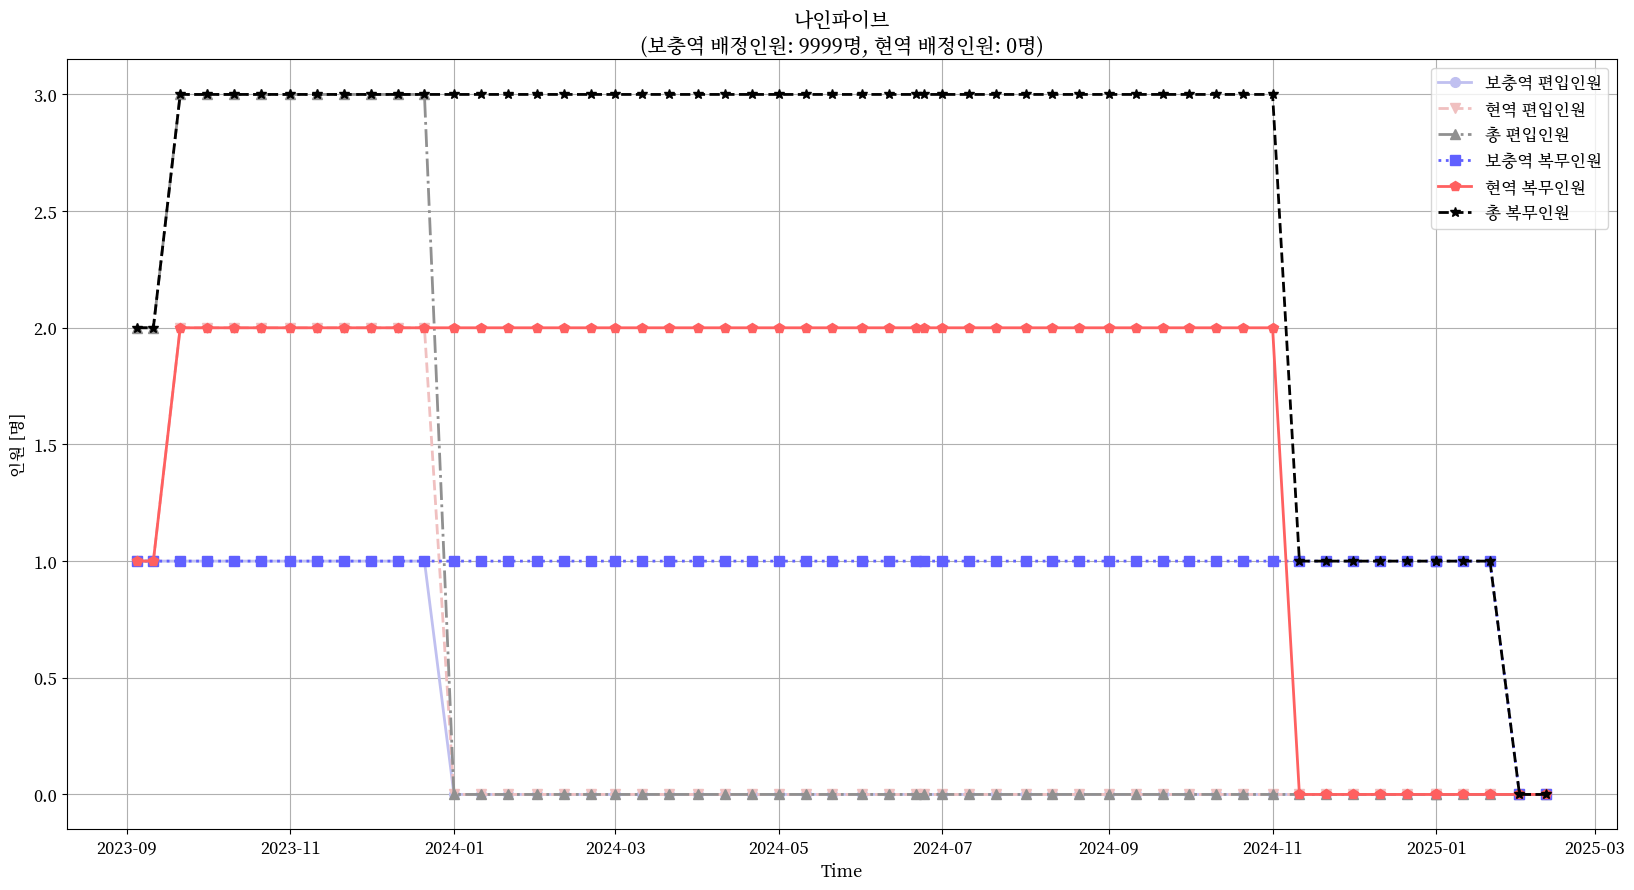 나인파이브
(보충역 배정인원: 9999명, 현역 배정인원: 0명)
보충역 편입인원
현역 편입인원
총 편입인원
보충역 복무인원
현역 복무인원
총 복무인원
인원 [명]
3.0
2.5
2.0
1.5
1.0
0.5
0.0
2023-09
2023-11
2024-01
2024-03
2024-05
2024-07
2024-09
2024-11
2025-01
2025-03
Time